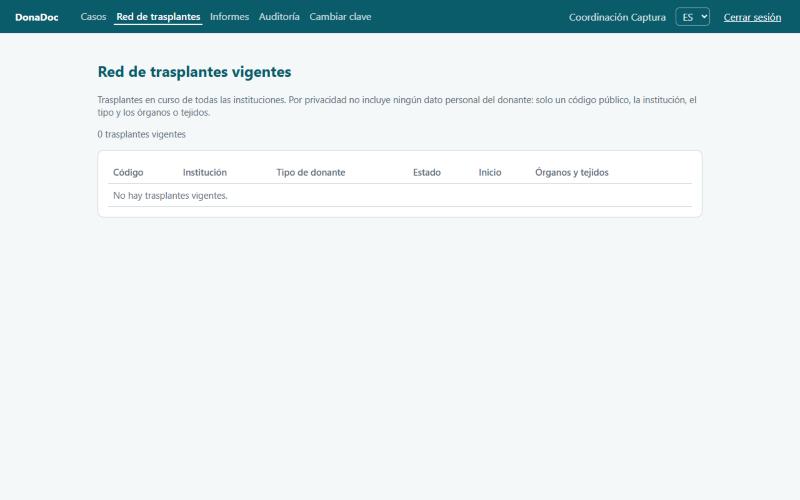 DonaDoc Casos Red de trasplantes Informes Auditoría Cambiar clave Coordinación Captura ES Cerrar sesión
Red de trasplantes vigentes
Trasplantes en curso de todas las instituciones. Por privacidad no incluye ningún dato personal del donante: solo un código público, la institución, el
tipo y los órganos o tejidos.
0 trasplantes vigentes
Código Institución Tipo de donante Estado Inicio Órganos y tejidos
No hay trasplantes vigentes.